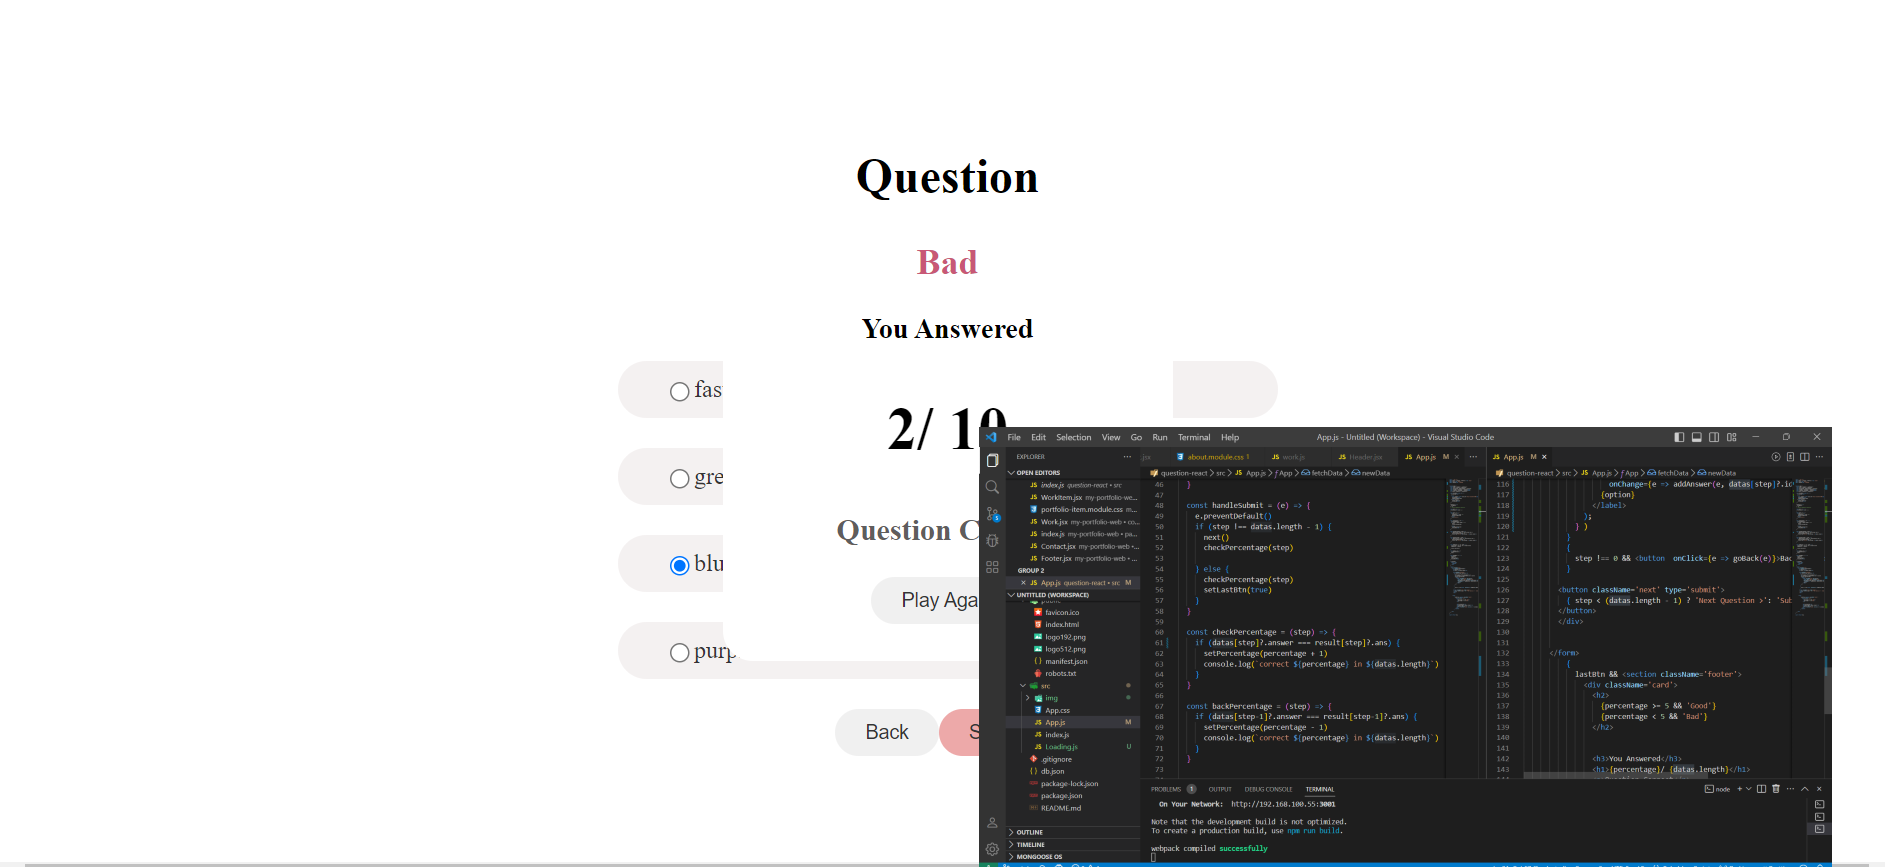 Question
Bad
You Answered
fas
2/ 10
gre
Question C
blu
Play Aga
purp
Back
S
File Edit Selection View Go Run Terminal Help
App.js - Untitled (Workspace) - Visual Studio Code
EXPLORER
OPEN EDITORS
index.js question-react • src
WorkItem.jsx my-portfolio-we...
portfolio-item.module.css m...
Work.jsx my-portfolio-web • co...
index.js my-portfolio-web • pa...
Contact.jsx my-portfolio-web •...
Footer.jsx my-portfolio-web • ...
GROUP 2
App.js question-react • src M
UNTITLED (WORKSPACE)
public
favicon.ico
index.html
logo192.png
logo512.png
manifest.json
robots.txt
src
img
App.css
App.js M
index.js
Loading.js U
.gitignore
db.json
package-lock.json
package.json
README.md
OUTLINE
TIMELINE
MONGOOSE OS
.jsx about.module.css 1 work.js Header.jsx App.js M
question-react > src > App.js > App > fetchData > newData
46 }
47
48 const handleSubmit = (e) => {
49 e.preventDefault()
50 if (step !== datas.length - 1) {
51 next()
52 checkPercentage(step)
53
54 } else {
55 checkPercentage(step)
56 setLastBtn(true)
57 }
58 }
59
60 const checkPercentage = (step) => {
61 if (datas[step]?.answer === result[step]?.ans) {
62 setPercentage(percentage + 1)
63 console.log(`correct ${percentage} in ${datas.length}`)
64 }
65 }
66
67 const backPercentage = (step) => {
68 if (datas[step-1]?.answer === result[step-1]?.ans) {
69 setPercentage(percentage - 1)
70 console.log(`correct ${percentage} in ${datas.length}`)
71 }
72 }
73
App.js M
question-react > src > App.js > App > fetchData > newData
116 onChange={e => addAnswer(e, datas[step]?.id
117 {option}
118 </label>
119 );
120 } )
121 }
122 {
123 step !== 0 && <button onClick={e => goBack(e)}>Bac
124 }
125
126 <button className='next' type='submit'>
127 { step < (datas.length - 1) ? 'Next Question >': 'Sub
128 </button>
129 </div>
130
131
132 </form>
133 {
134 lastBtn && <section className='footer'>
135 <div className='card'>
136 <h2>
137 {percentage >= 5 && 'Good'}
138 {percentage < 5 && 'Bad'}
139 </h2>
140
141
142 <h3>You Answered</h3>
143 <h1>{percentage}/ {datas.length}</h1>
PROBLEMS 1 OUTPUT DEBUG CONSOLE TERMINAL
node
On Your Network: http://192.168.100.55:3001
Note that the development build is not optimized.
To create a production build, use npm run build.
webpack compiled successfully